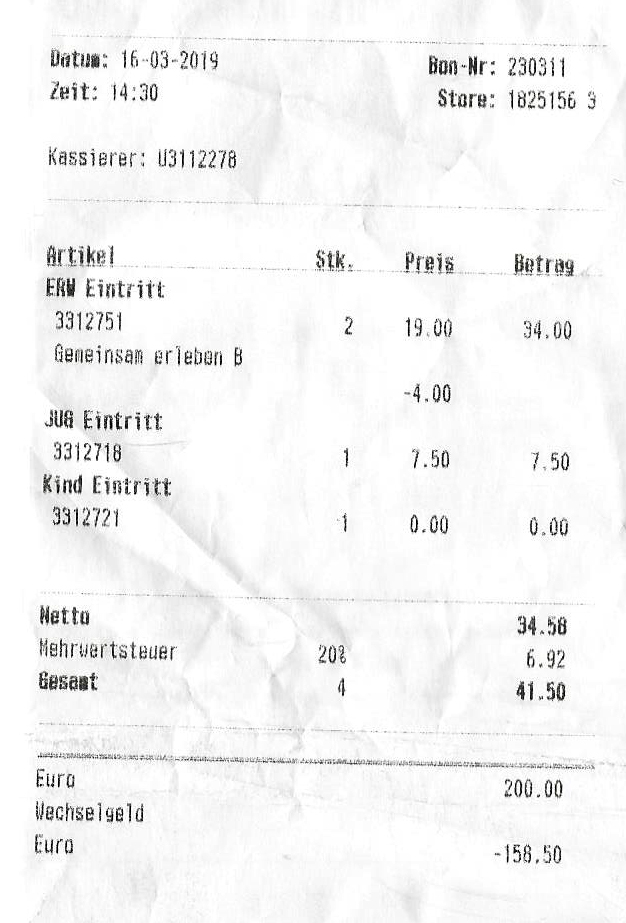 Datum: 16-03-2019 Bon-Nr: 230311
Zeit: 14:30 Store: 1825156 9
Kassierer: U3112278
Artikel Stk. Preis Betrag
ERW Eintritt
3312751 2 19.00 34.00
Gemeinsam erleben B
-4.00
JUG Eintritt
3312718 1 7.50 7.50
Kind Eintritt
3312721 1 0.00 0.00
Netto 34.58
Mehrwertsteuer 20% 6.92
Gesamt 4 41.50
Euro 200.00
Wechselgeld
Euro -158.50